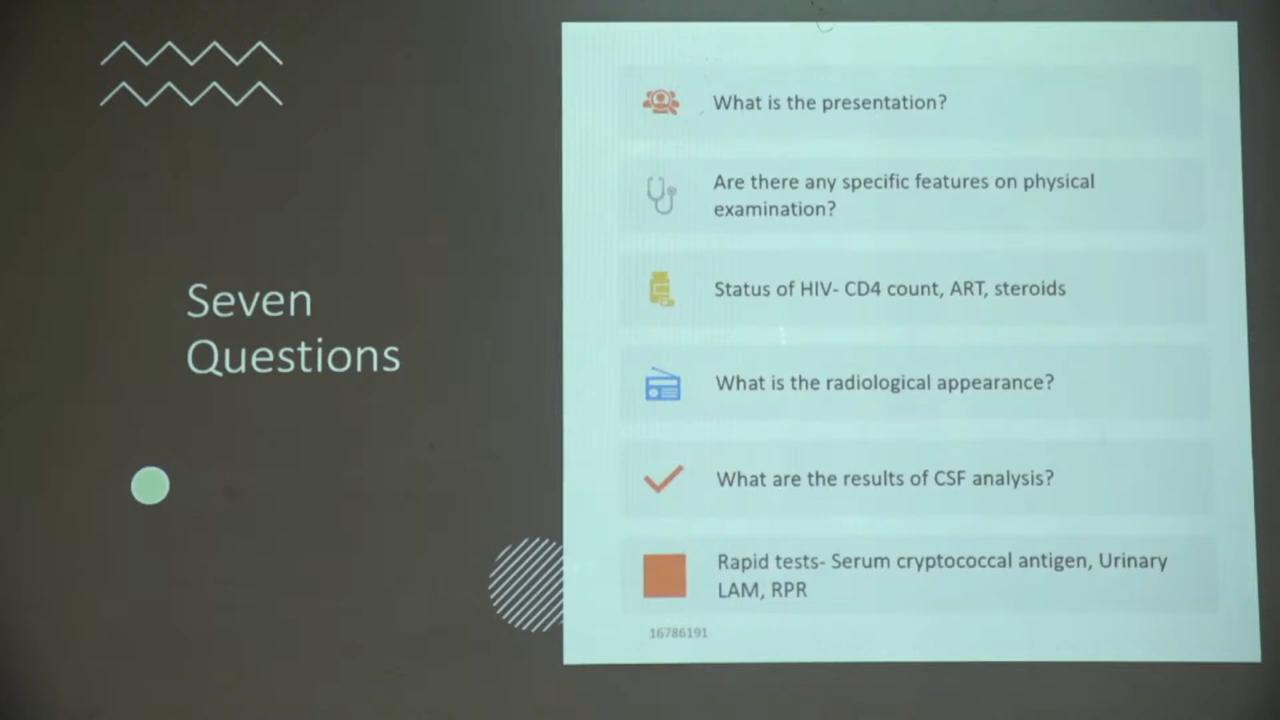 Seven
Questions
What is the presentation?
Are there any specific features on physical
examination?
Status of HIV- CD4 count, ART, steroids
What is the radiological appearance?
What are the results of CSF analysis?
Rapid tests- Serum cryptococcal antigen, Urinary
LAM, RPR
16786191